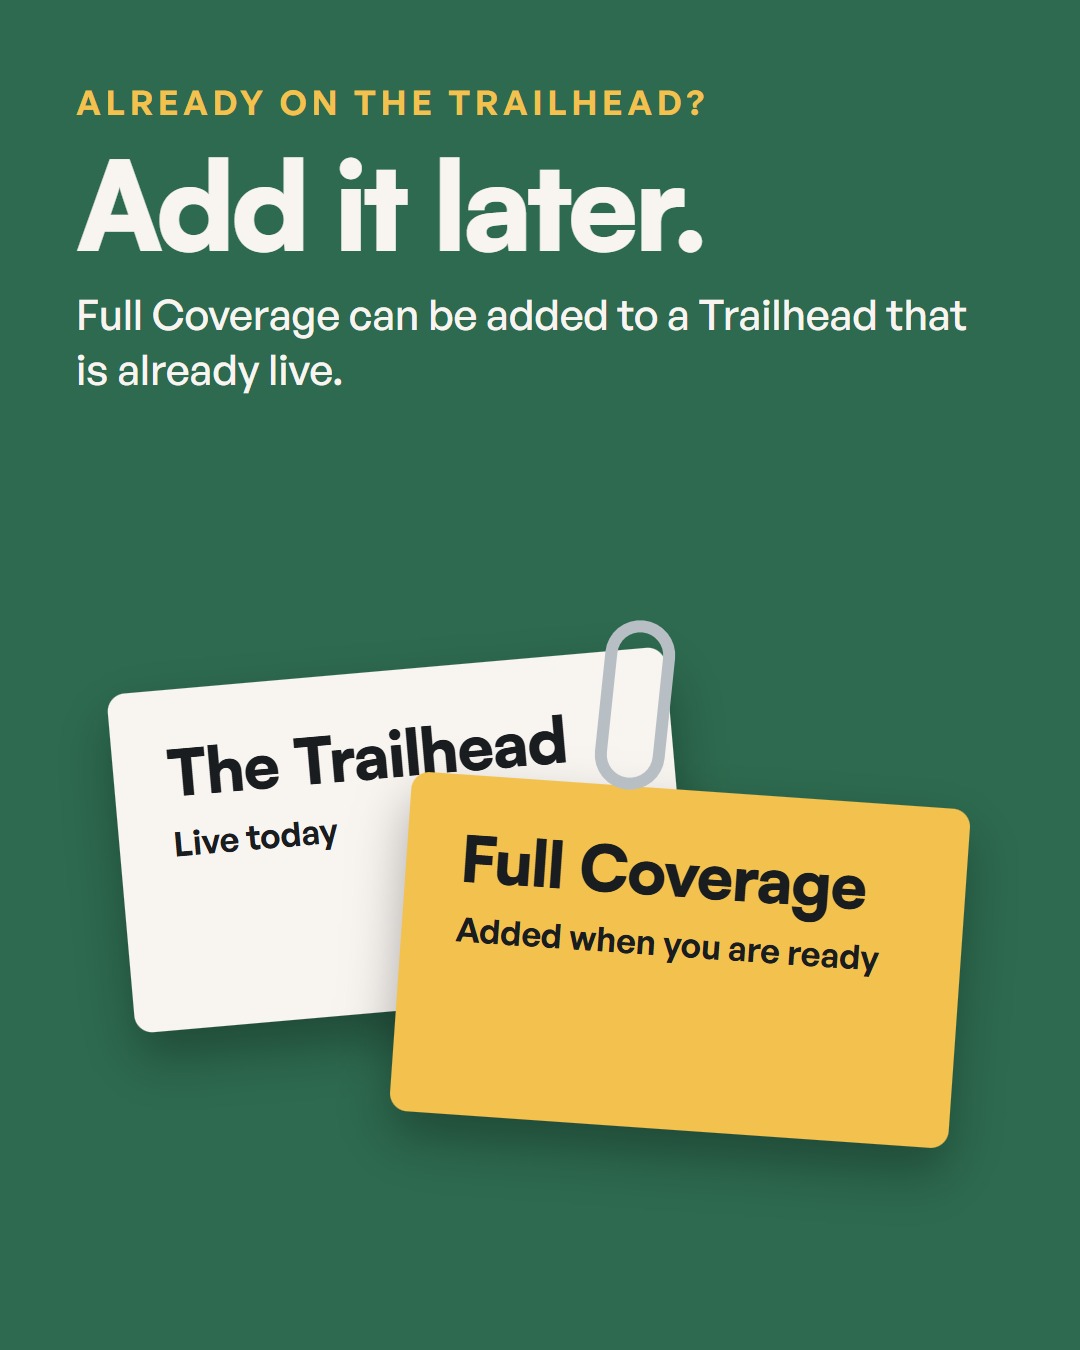 ALREADY ON THE TRAILHEAD?
Add it later.
Full Coverage can be added to a Trailhead that
is already live.
The Trailhead
Live today
Full Coverage
Added when you are ready